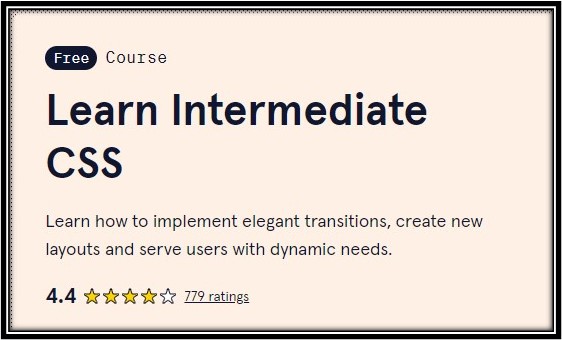 Free Course
Learn Intermediate
CSS
Learn how to implement elegant transitions, create new
layouts and serve users with dynamic needs.
4.4 779 ratings